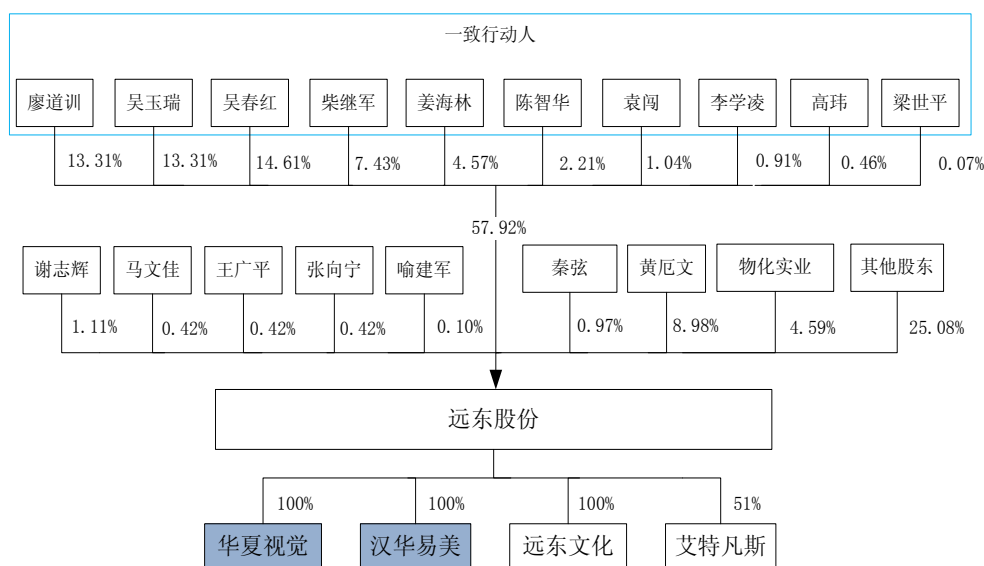 一致行动人
廖道训 吴玉瑞 吴春红 柴继军 姜海林 陈智华 袁闯 李学凌 高玮 梁世平
13.31% 13.31% 14.61% 7.43% 4.57% 2.21% 1.04% 0.91% 0.46% 0.07%
57.92%
谢志辉 马文佳 王广平 张向宁 喻建军 秦弦 黄厄文 物化实业 其他股东
1.11% 0.42% 0.42% 0.42% 0.10% 0.97% 8.98% 4.59% 25.08%
远东股份
100% 100% 100% 51%
华夏视觉 汉华易美 远东文化 艾特凡斯